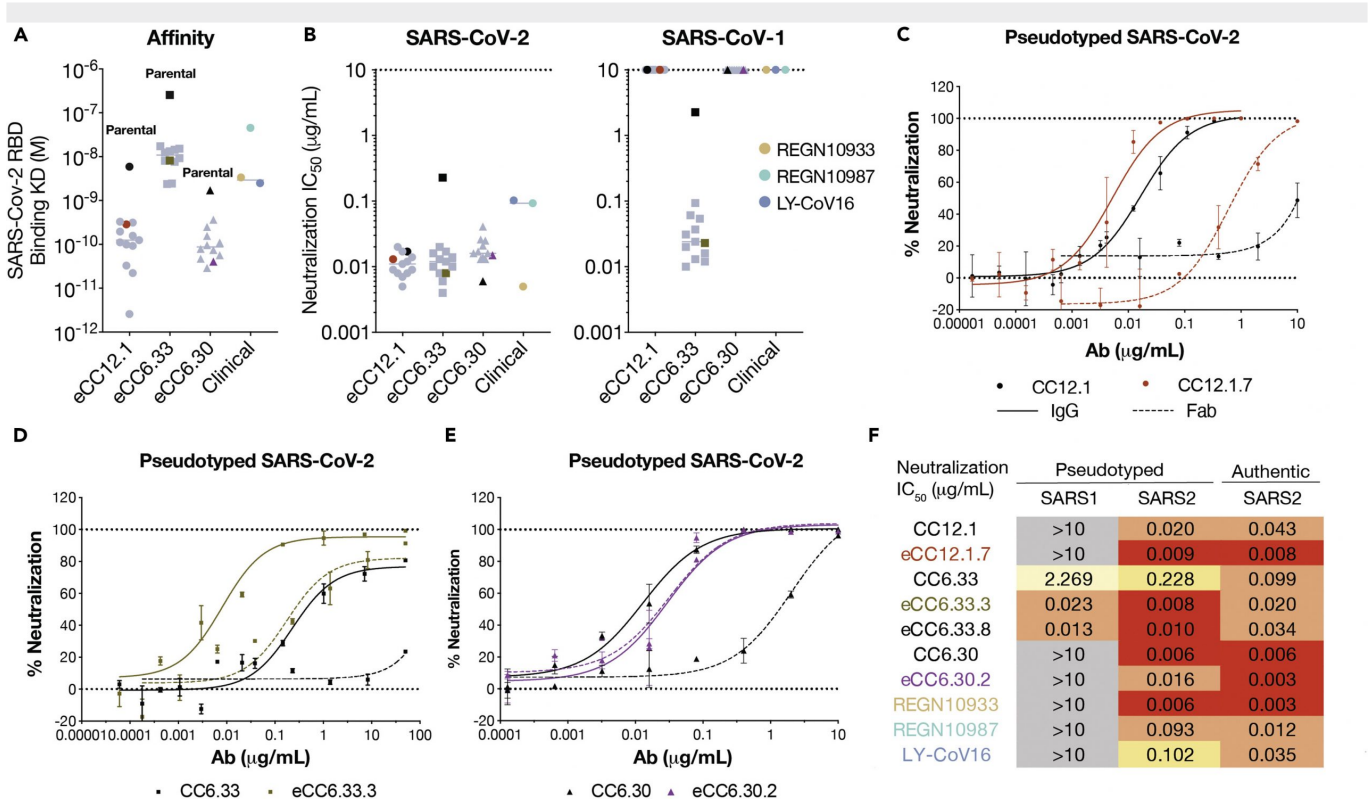 A
Affinity
SARS-Cov-2 RBD
Binding KD (M)
10-6
10-7
10-8
10-9
10-10
10-11
10-12
Parental
Parental
Parental
eCC12.1
eCC6.33
eCC6.30
Clinical
B
SARS-CoV-2
Neutralization IC50 (μg/mL)
10
1
0.1
0.01
0.001
eCC12.1
eCC6.33
eCC6.30
Clinical
SARS-CoV-1
10
1
0.1
0.01
0.001
eCC12.1
eCC6.33
eCC6.30
Clinical
REGN10933
REGN10987
LY-CoV16
C
Pseudotyped SARS-CoV-2
% Neutralization
120
100
80
60
40
20
0
-20
0.00001 0.0001 0.001 0.01 0.1 1 10
Ab (μg/mL)
CC12.1 CC12.1.7
IgG Fab
D
Pseudotyped SARS-CoV-2
% Neutralization
120
100
80
60
40
20
0
-20
0.00001 0.0001 0.001 0.01 0.1 1 10 100
Ab (μg/mL)
CC6.33 eCC6.33.3
E
Pseudotyped SARS-CoV-2
% Neutralization
120
100
80
60
40
20
0
-20
0.0001 0.001 0.01 0.1 1 10
Ab (μg/mL)
CC6.30 eCC6.30.2
F
Neutralization Pseudotyped Authentic
IC50 (μg/mL) SARS1 SARS2 SARS2
CC12.1 >10 0.020 0.043
eCC12.1.7 >10 0.009 0.008
CC6.33 2.269 0.228 0.099
eCC6.33.3 0.023 0.008 0.020
eCC6.33.8 0.013 0.010 0.034
CC6.30 >10 0.006 0.006
eCC6.30.2 >10 0.016 0.003
REGN10933 >10 0.006 0.003
REGN10987 >10 0.093 0.012
LY-CoV16 >10 0.102 0.035